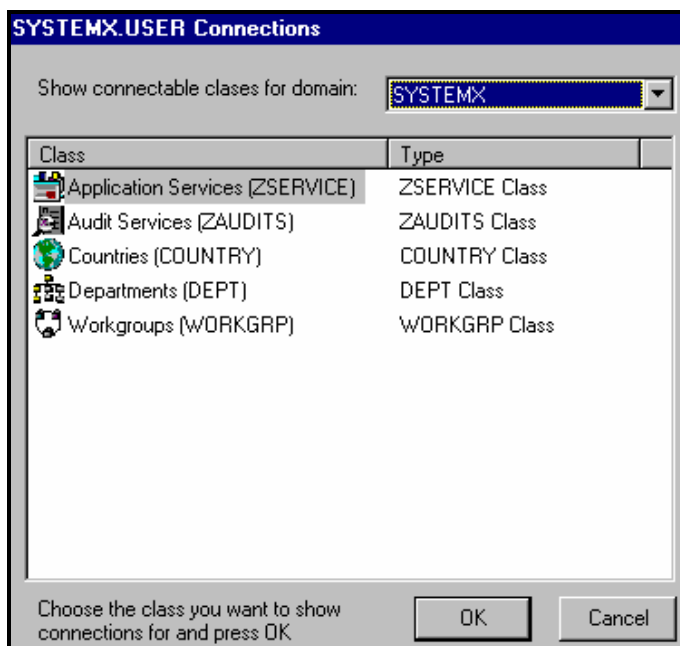 SYSTEMX.USER Connections
Show connectable clases for domain: SYSTEMX
Class Type
Application Services (ZSERVICE) ZSERVICE Class
Audit Services (ZAUDITS) ZAUDITS Class
Countries (COUNTRY) COUNTRY Class
Departments (DEPT) DEPT Class
Workgroups (WORKGRP) WORKGRP Class
Choose the class you want to show
connections for and press OK
OK Cancel